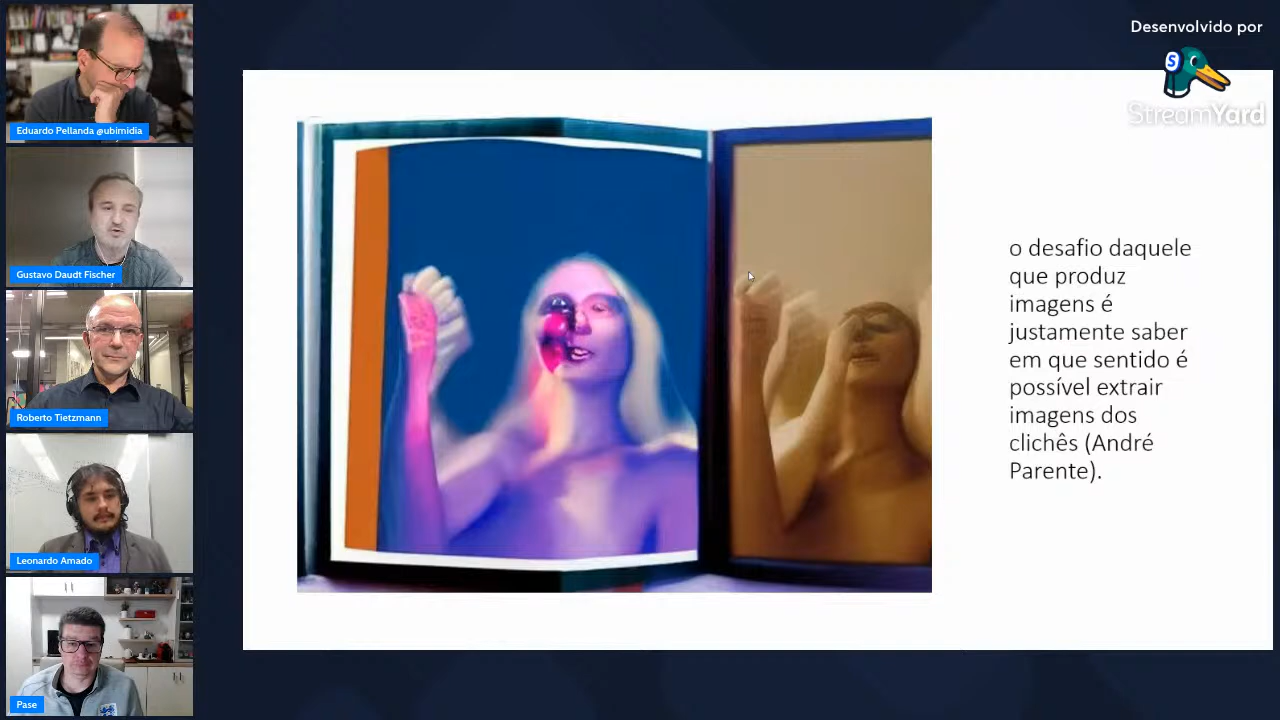 Eduardo Pellanda @ubimidia
Gustavo Daudt Fischer
Roberto Tietzmann
Leonardo Amado
Pase
Desenvolvido por
S
StreamYard
o desafio daquele
que produz
imagens é
justamente saber
em que sentido é
possível extrair
imagens dos
clichês (André
Parente).